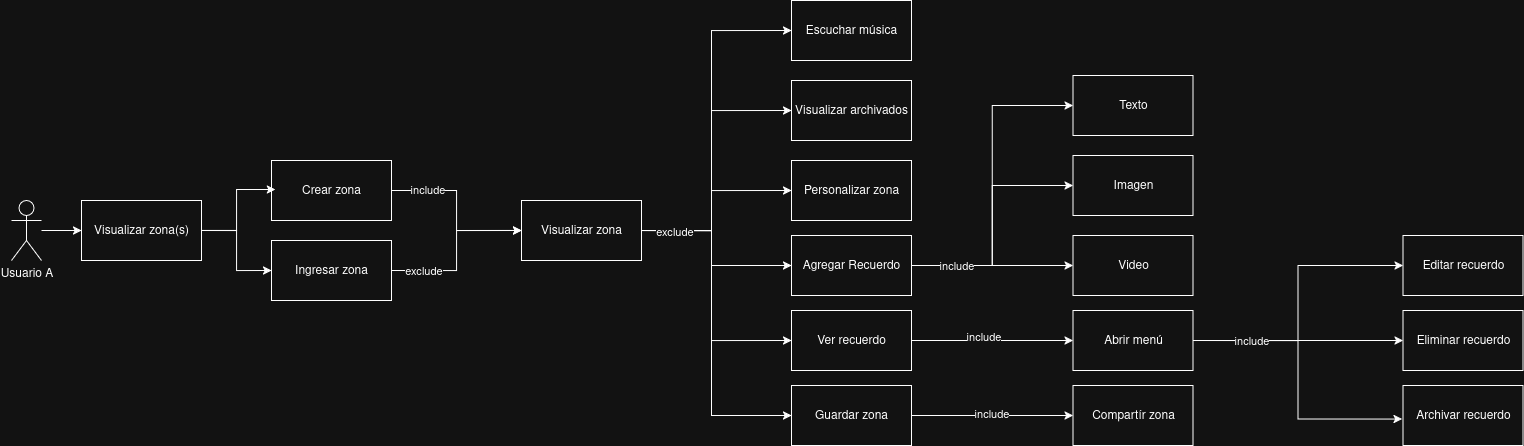 Usuario A
Visualizar zona(s)
Crear zona
include
Ingresar zona
exclude
Visualizar zona
exclude
Escuchar música
Visualizar archivados
Personalizar zona
Agregar Recuerdo
include
Texto
Imagen
Video
Ver recuerdo
include
Abrir menú
include
Editar recuerdo
Eliminar recuerdo
Archivar recuerdo
Guardar zona
include
Compartír zona